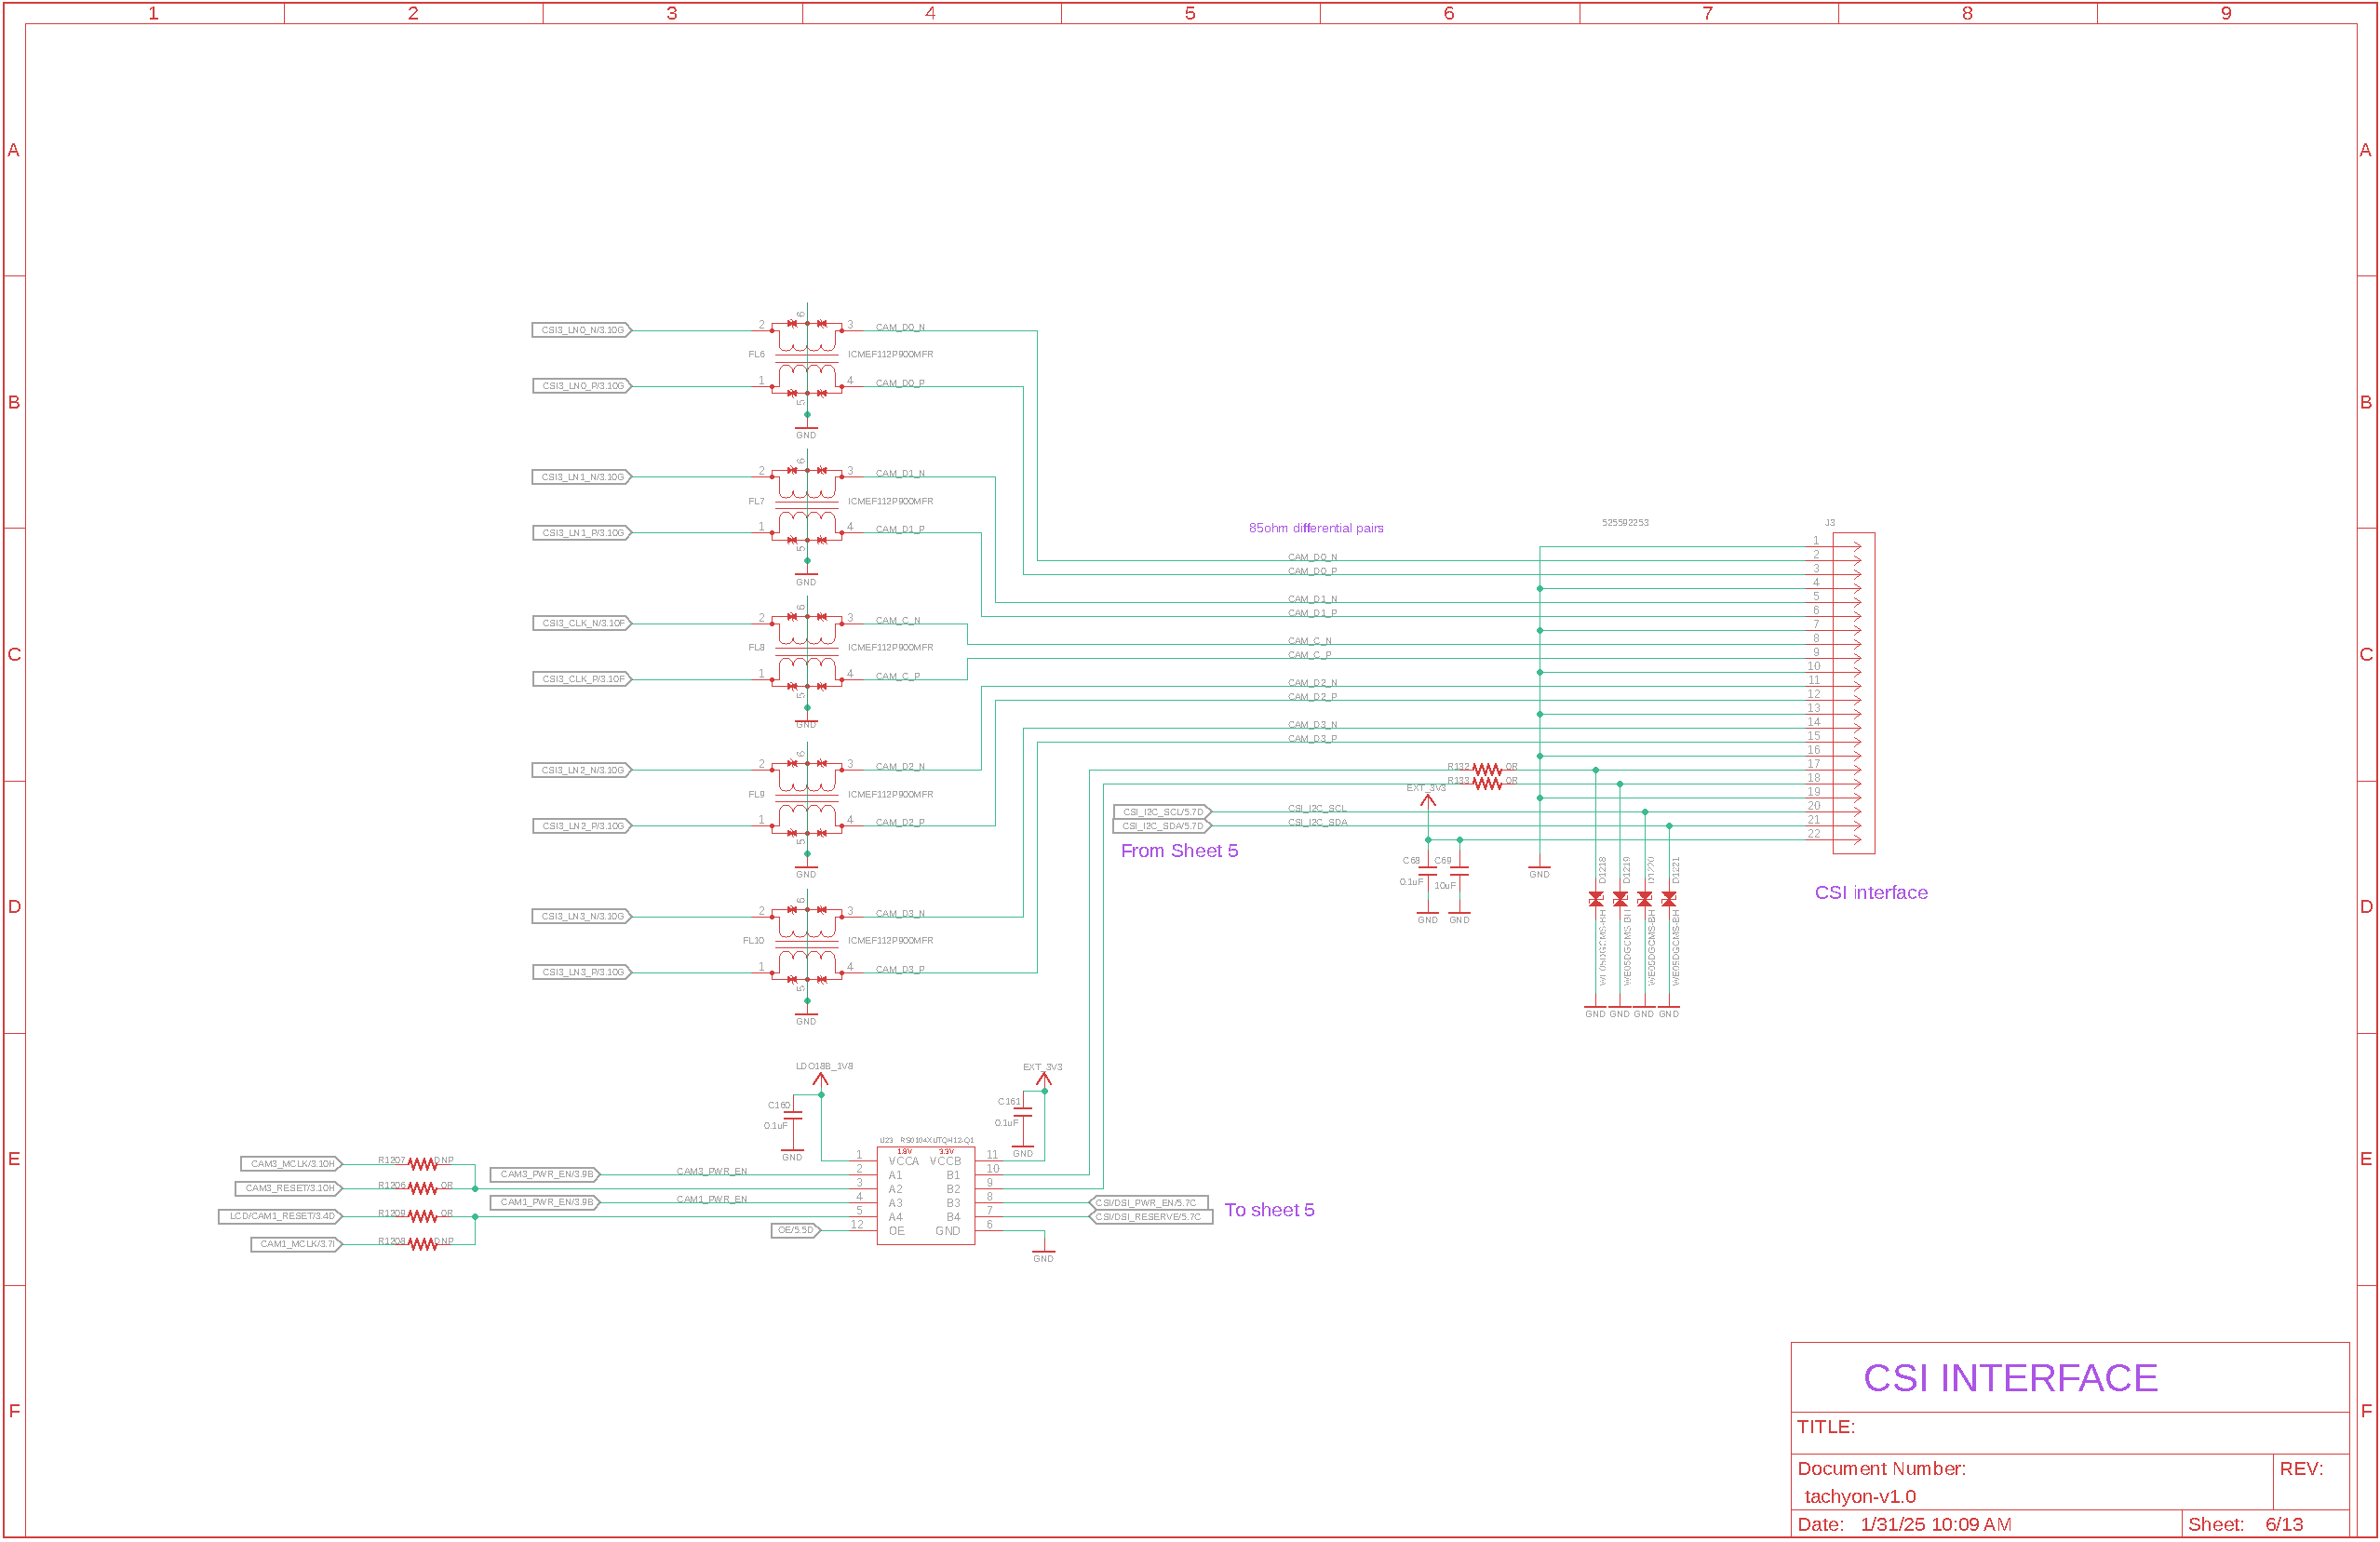 1 2 3 4 5 6 7 8 9
A A
B B
C C
D D
E E
F F
CSI3_LN0_N/3.10G 2 6 3 CAM_D0_N
FL6 ICMEF112P900MFR
CSI3_LN0_P/3.10G 1 5 4 CAM_D0_P
GND
CSI3_LN1_N/3.10G 2 6 3 CAM_D1_N
FL7 ICMEF112P900MFR
CSI3_LN1_P/3.10G 1 5 4 CAM_D1_P
GND
CSI3_CLK_N/3.10F 2 6 3 CAM_C_N
FL8 ICMEF112P900MFR
CSI3_CLK_P/3.10F 1 5 4 CAM_C_P
GND
CSI3_LN2_N/3.10G 2 6 3 CAM_D2_N
FL9 ICMEF112P900MFR
CSI3_LN2_P/3.10G 1 5 4 CAM_D2_P
GND
CSI3_LN3_N/3.10G 2 6 3 CAM_D3_N
FL10 ICMEF112P900MFR
CSI3_LN3_P/3.10G 1 5 4 CAM_D3_P
GND
85ohm differential pairs
525592253 J3
1
CAM_D0_N 2
CAM_D0_P 3
4
CAM_D1_N 5
CAM_D1_P 6
7
CAM_C_N 8
CAM_C_P 9
10
CAM_D2_N 11
CAM_D2_P 12
13
CAM_D3_N 14
CAM_D3_P 15
16
R132 0R 17
R133 0R 18
EXT_3V3 19
CSI_I2C_SCL/5.7D CSI_I2C_SCL 20
CSI_I2C_SDA/5.7D CSI_I2C_SDA 21
22
From Sheet 5
C68 C69
0.1uF 10uF
GND GND
GND
D1218 D1219 D1220 D1221
WE05DGCMS-BH WE05DGCMS-BH WE05DGCMS-BH WE05DGCMS-BH
GND GND GND GND
CSI interface
LDO18B_1V8 EXT_3V3
C160 C161
0.1uF 0.1uF
GND GND
U23 RS0104XUTQH12-Q1
1.8V 3.3V
1 VCCA VCCB 11
2 A1 B1 10
3 A2 B2 9
4 A3 B3 8
5 A4 B4 7
12 OE GND 6
CAM3_MCLK/3.10H R1207 DNP
CAM3_PWR_EN/3.9B CAM3_PWR_EN
CAM3_RESET/3.10H R1206 0R
CAM1_PWR_EN/3.9B CAM1_PWR_EN
LCD/CAM1_RESET/3.4D R1209 0R
CAM1_MCLK/3.7I R1208 DNP
OE/5.5D
CSI/DSI_PWR_EN/5.7C
CSI/DSI_RESERVE/5.7C
To sheet 5
GND
CSI INTERFACE
TITLE:
Document Number: REV:
tachyon-v1.0
Date: 1/31/25 10:09 AM Sheet: 6/13